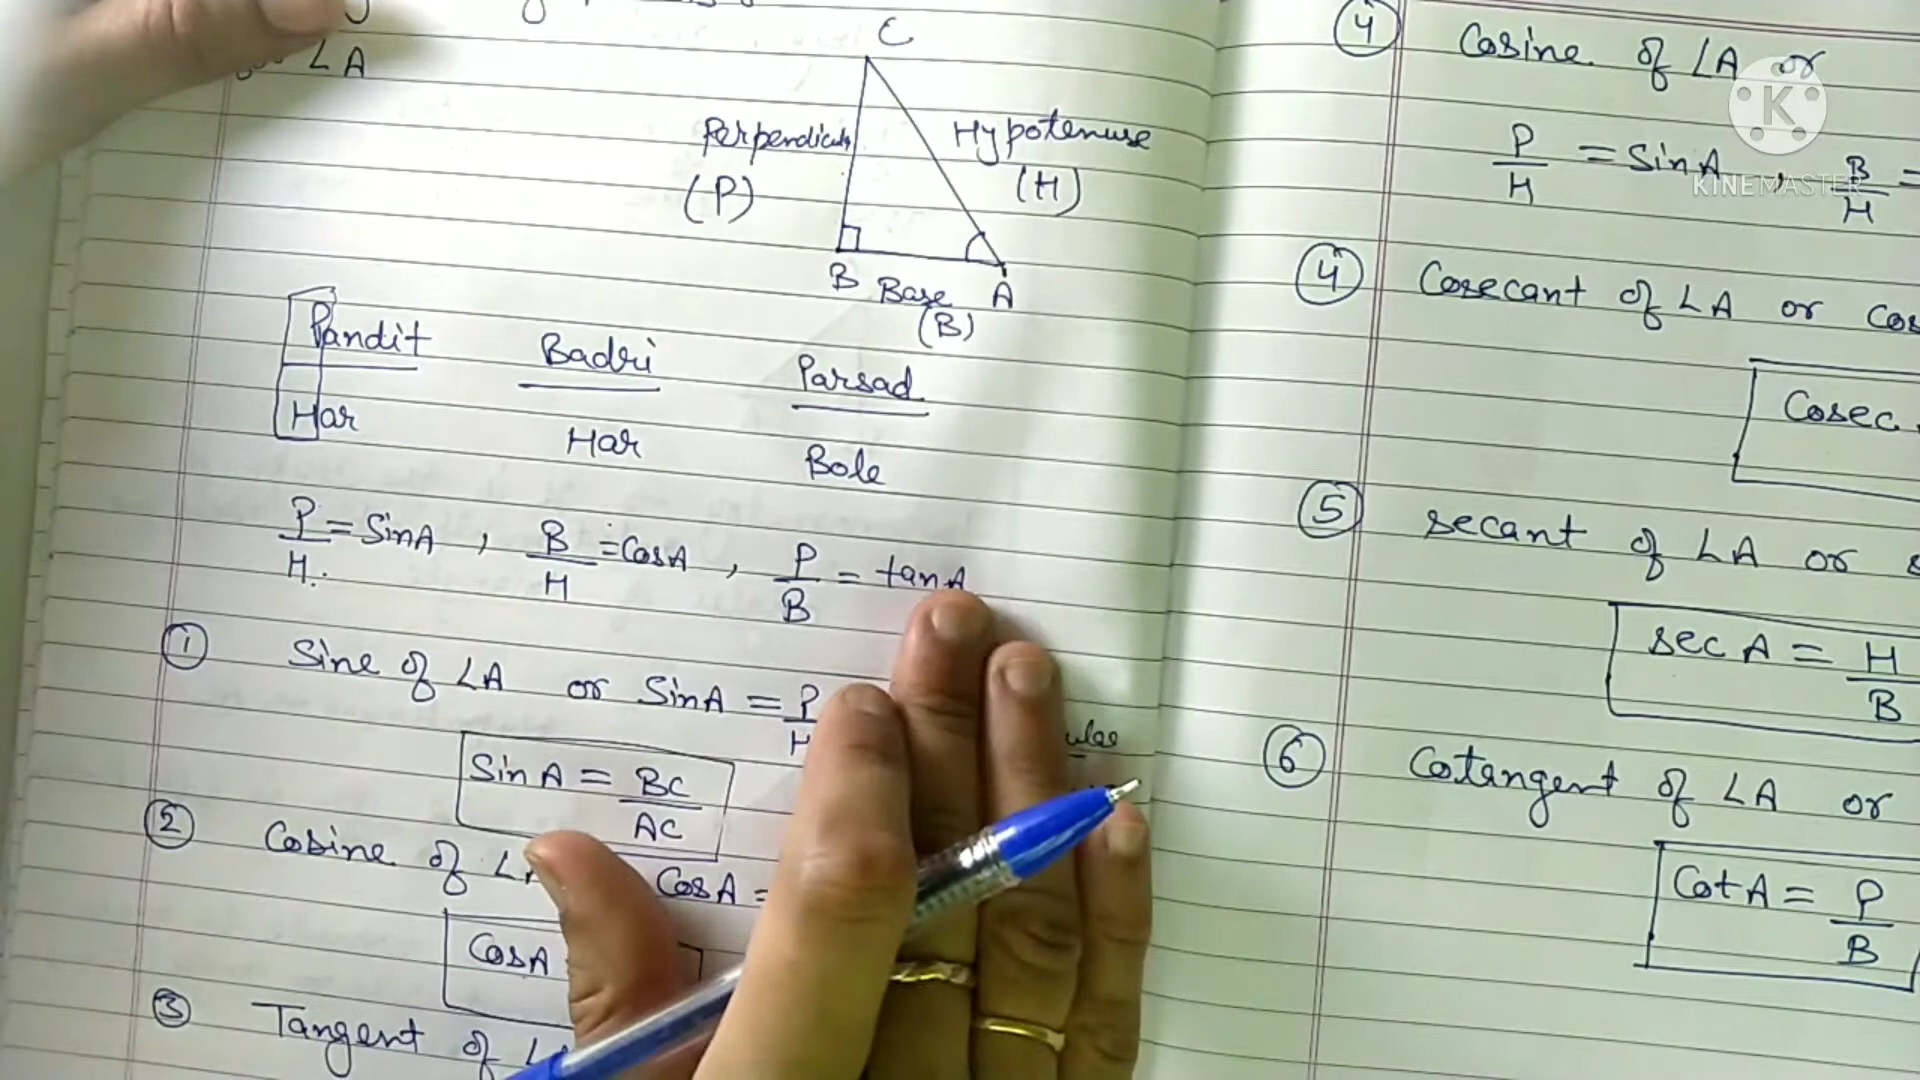 ∠A
C
Perpendicular
(P)
Hypotenuse
(H)
B Base A
(B)
Pandit Badri Parsad
Har Har Bole
P/H = SinA , B/H = CosA , P/B = tanA
① Sine of ∠A or SinA = P/H
SinA = BC/AC
② Cosine of CosA =
CosA
③ Tangent of
④ Cosine of ∠A or
P/H = SinA , B/H =
④ Cosecant of ∠A or
Cosec
⑤ secant of ∠A or
sec A = H/B
⑥ Cotangent of ∠A or
Cot A = P/B
K
KINEMASTER